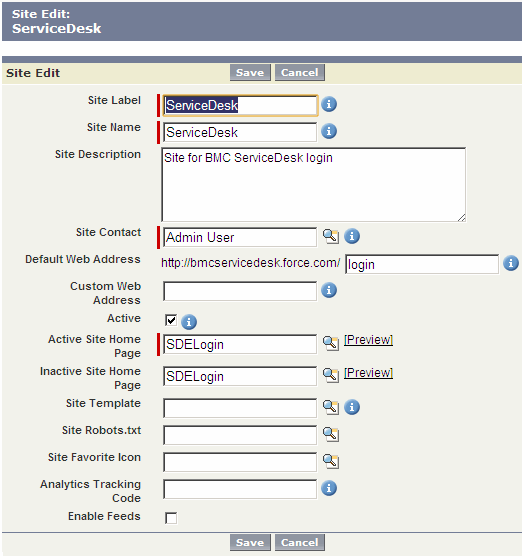 Site Edit:
ServiceDesk
Site Edit Save Cancel
Site Label ServiceDesk
Site Name ServiceDesk
Site Description Site for BMC ServiceDesk login
Site Contact Admin User
Default Web Address http://bmcservicedesk.force.com/ login
Custom Web
Address
Active
Active Site Home
Page SDELogin [Preview]
Inactive Site Home
Page SDELogin [Preview]
Site Template
Site Robots.txt
Site Favorite Icon
Analytics Tracking
Code
Enable Feeds
Save Cancel